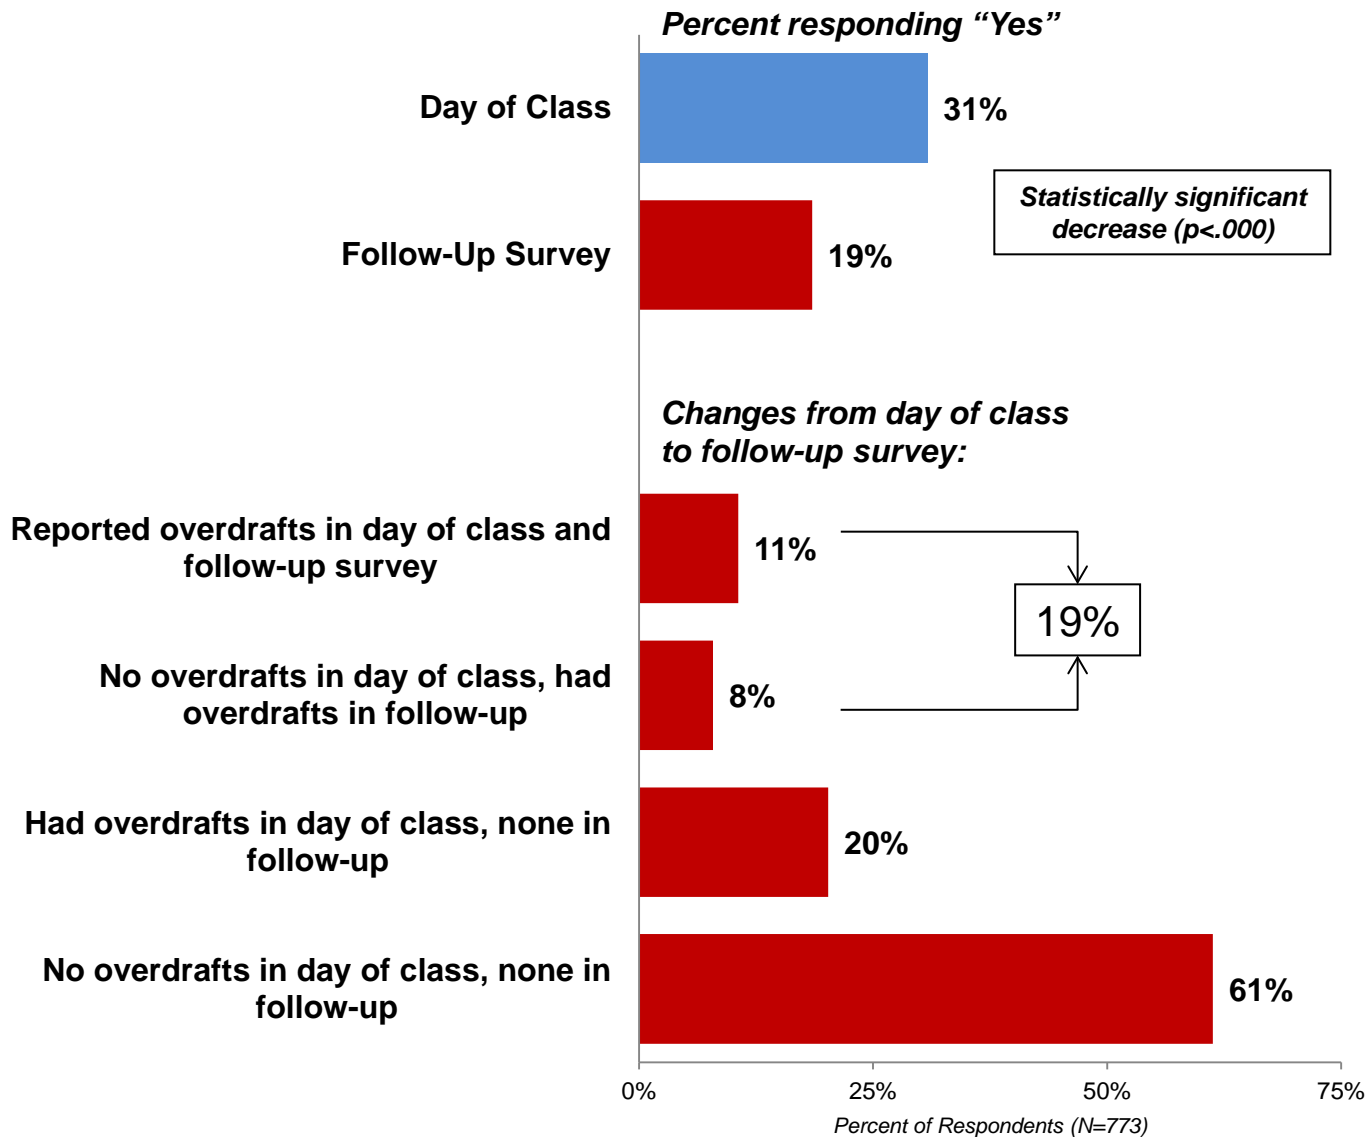 Percent responding “Yes”
Day of Class
31%
Statistically significant
decrease (p<.000)
Follow-Up Survey
19%
Changes from day of class
to follow-up survey:
Reported overdrafts in day of class and
follow-up survey
11%
19%
No overdrafts in day of class, had
overdrafts in follow-up
8%
Had overdrafts in day of class, none in
follow-up
20%
No overdrafts in day of class, none in
follow-up
61%
0% 25% 50% 75%
Percent of Respondents (N=773)